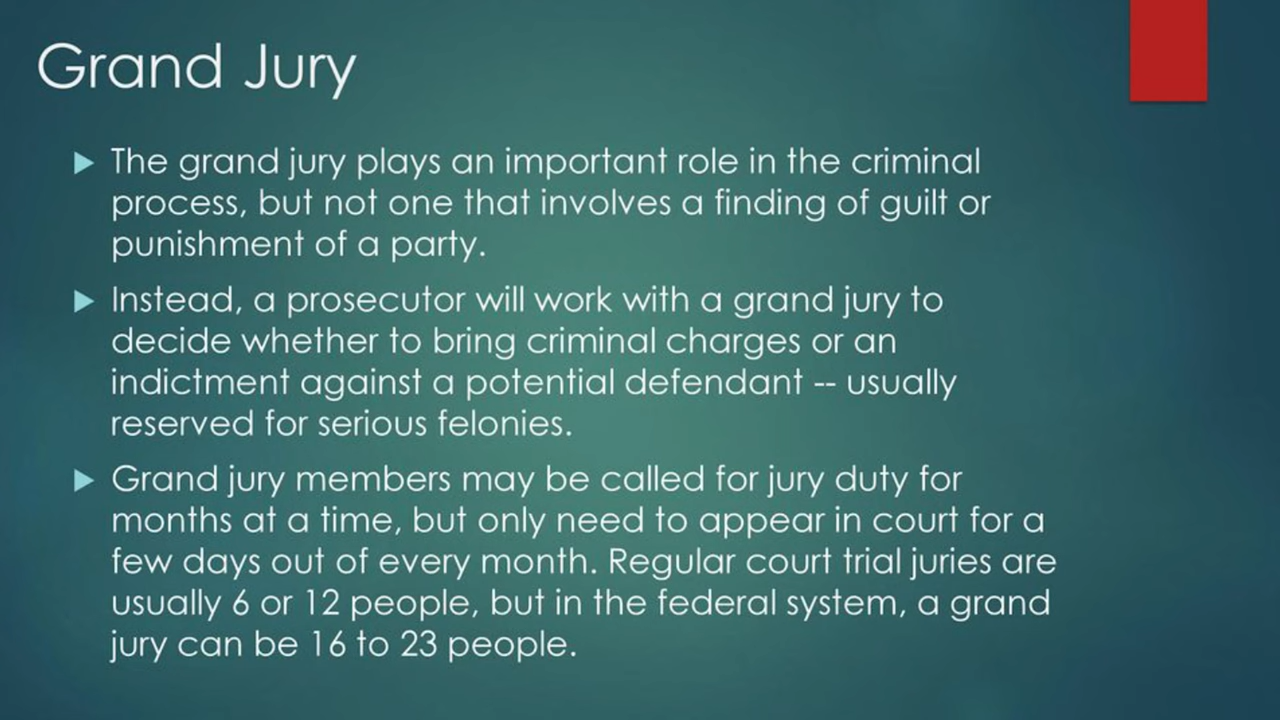 Grand Jury
The grand jury plays an important role in the criminal
process, but not one that involves a finding of guilt or
punishment of a party.
Instead, a prosecutor will work with a grand jury to
decide whether to bring criminal charges or an
indictment against a potential defendant -- usually
reserved for serious felonies.
Grand jury members may be called for jury duty for
months at a time, but only need to appear in court for a
few days out of every month. Regular court trial juries are
usually 6 or 12 people, but in the federal system, a grand
jury can be 16 to 23 people.